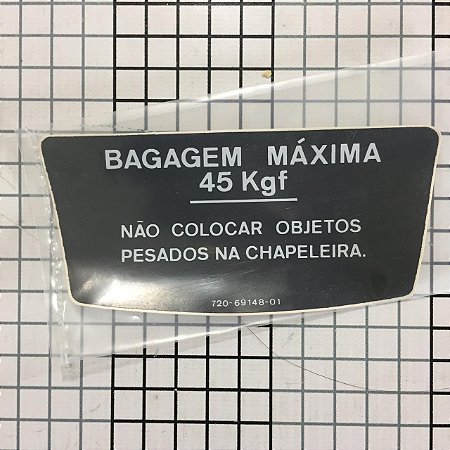 BAGAGEM MÁXIMA
45 Kgf
NÃO COLOCAR OBJETOS
PESADOS NA CHAPELEIRA.
720-69148-01